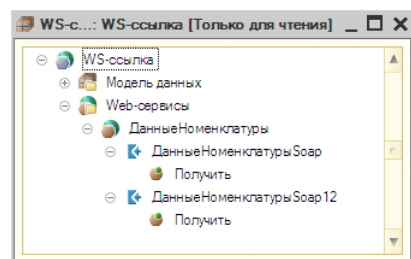 WS-с...: WS-ссылка [Только для чтения]
WS-ссылка
Модель данных
Web-сервисы
ДанныеНоменклатуры
ДанныеНоменклатурыSoap
Получить
ДанныеНоменклатурыSoap12
Получить